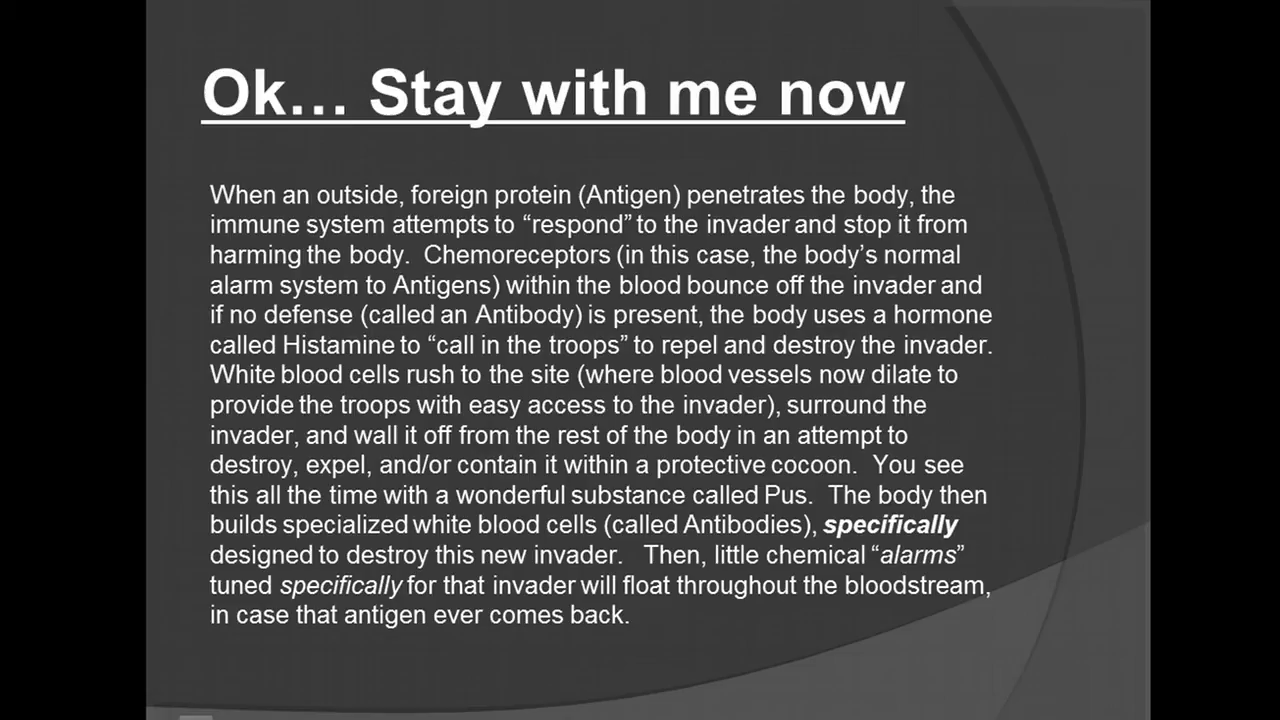 Ok… Stay with me now
When an outside, foreign protein (Antigen) penetrates the body, the
immune system attempts to “respond” to the invader and stop it from
harming the body.  Chemoreceptors (in this case, the body’s normal
alarm system to Antigens) within the blood bounce off the invader and
if no defense (called an Antibody) is present, the body uses a hormone
called Histamine to “call in the troops” to repel and destroy the invader.
White blood cells rush to the site (where blood vessels now dilate to
provide the troops with easy access to the invader), surround the
invader, and wall it off from the rest of the body in an attempt to
destroy, expel, and/or contain it within a protective cocoon.  You see
this all the time with a wonderful substance called Pus.  The body then
builds specialized white blood cells (called Antibodies), specifically
designed to destroy this new invader.   Then, little chemical “alarms”
tuned specifically for that invader will float throughout the bloodstream,
in case that antigen ever comes back.